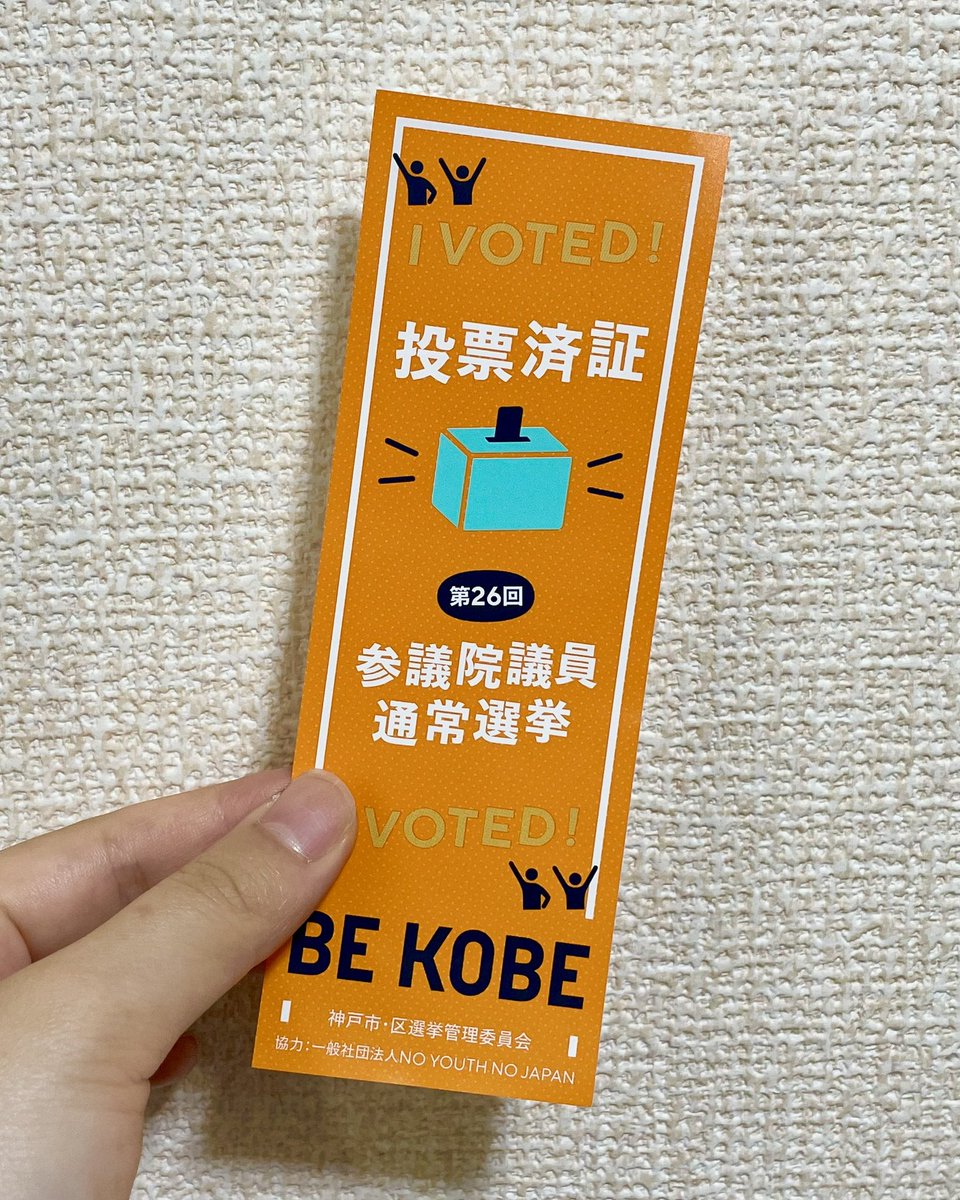 I VOTED!
投票済証
第26回
参議院議員
通常選挙
VOTED!
BE KOBE
神戸市・区選挙管理委員会
協力:一般社団法人NO YOUTH NO JAPAN